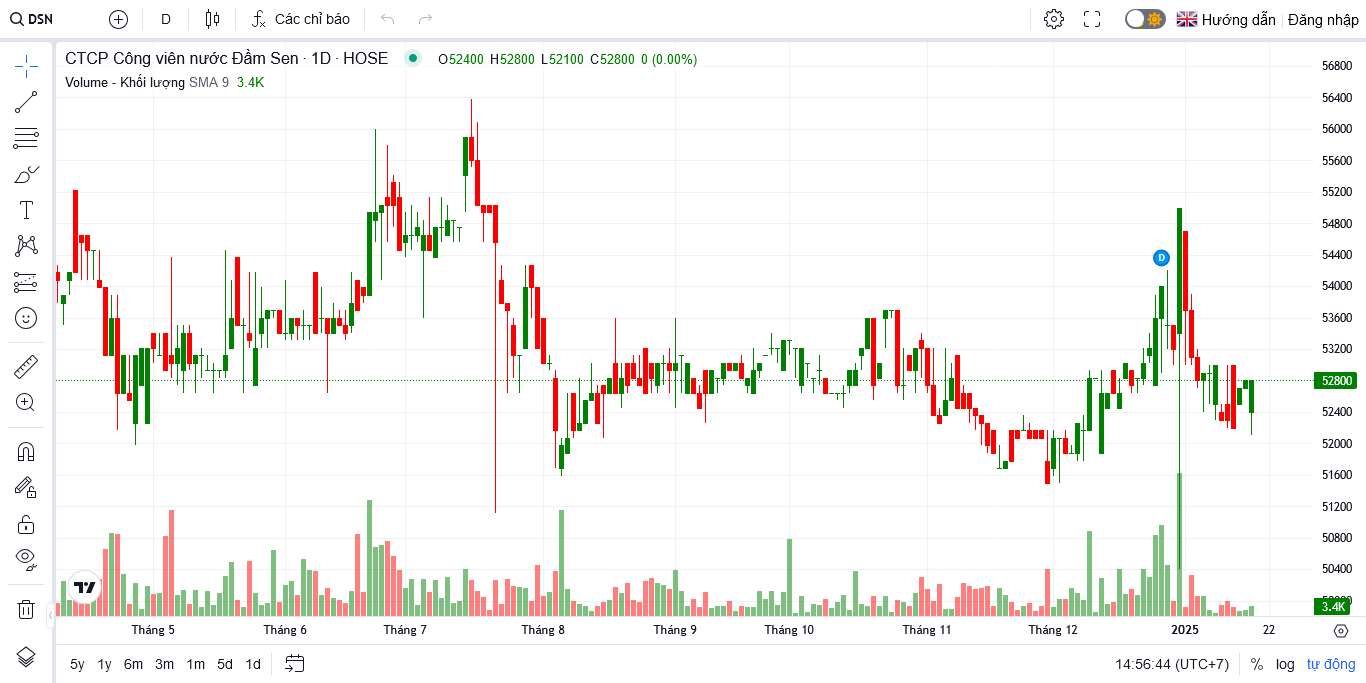 DSN D Các chỉ báo Hướng dẫn Đăng nhập
CTCP Công viên nước Đầm Sen · 1D · HOSE O52400 H52800 L52100 C52800 0 (0.00%)
Volume - Khối lượng SMA 9 3.4K
56800
56400
56000
55600
55200
54800
54400
D
54000
53600
53200
52800
52400
52000
51600
51200
50800
50400
3.4K
Tháng 5 Tháng 6 Tháng 7 Tháng 8 Tháng 9 Tháng 10 Tháng 11 Tháng 12 2025 22
5y 1y 6m 3m 1m 5d 1d 14:56:44 (UTC+7) % log tự động